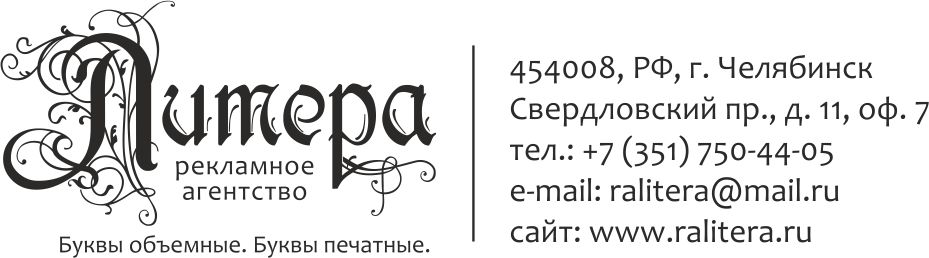 Литера
рекламное
агентство
Буквы объемные. Буквы печатные.
454008, РФ, г. Челябинск
Свердловский пр., д. 11, оф. 7
тел.: +7 (351) 750-44-05
e-mail: ralitera@mail.ru
сайт: www.ralitera.ru